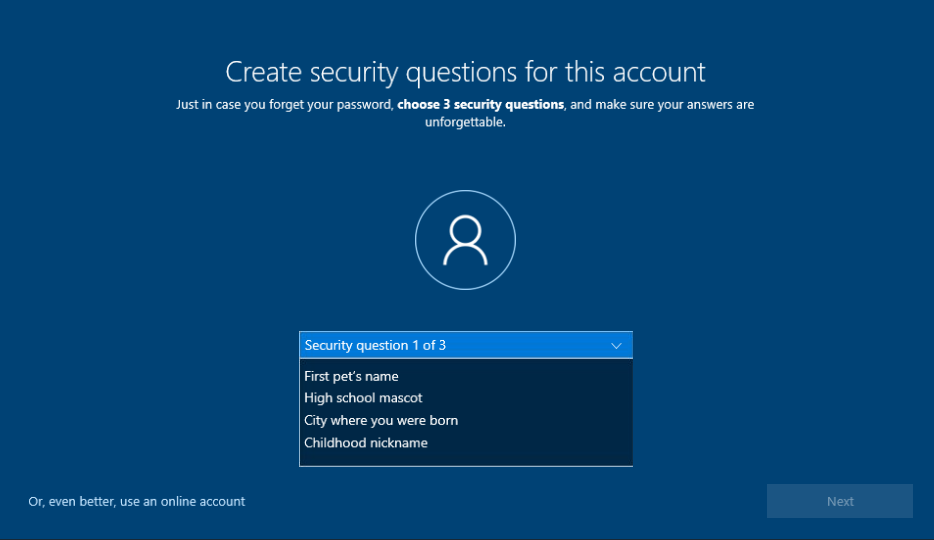 Create security questions for this account
Just in case you forget your password, choose 3 security questions, and make sure your answers are
unforgettable.
Security question 1 of 3
First pet's name
High school mascot
City where you were born
Childhood nickname
Or, even better, use an online account
Next